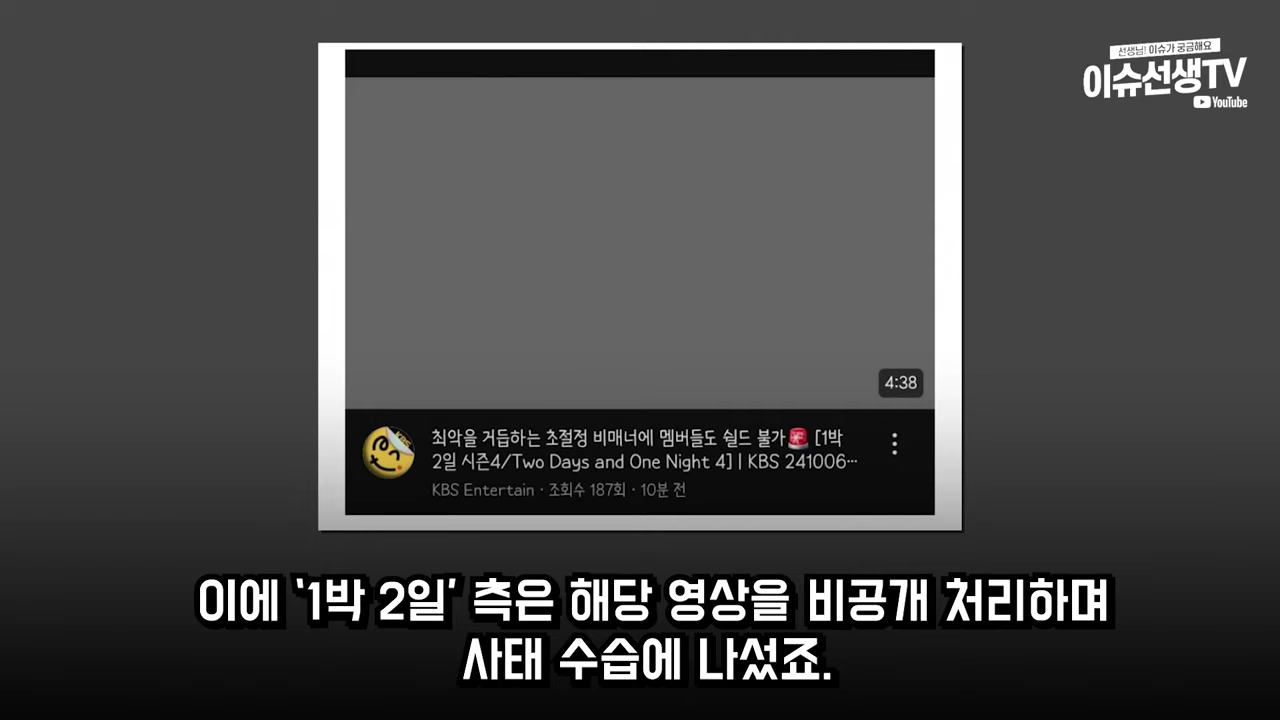 선생님! 이슈가 궁금해요
이슈선생TV
YouTube
4:38
최악을 거듭하는 초절정 비매너에 멤버들도 쉴드 불가🚨 [1박
2일 시즌4/Two Days and One Night 4] | KBS 241006…
KBS Entertain · 조회수 187회 · 10분 전
이에 '1박 2일' 측은 해당 영상을 비공개 처리하며
사태 수습에 나섰죠.